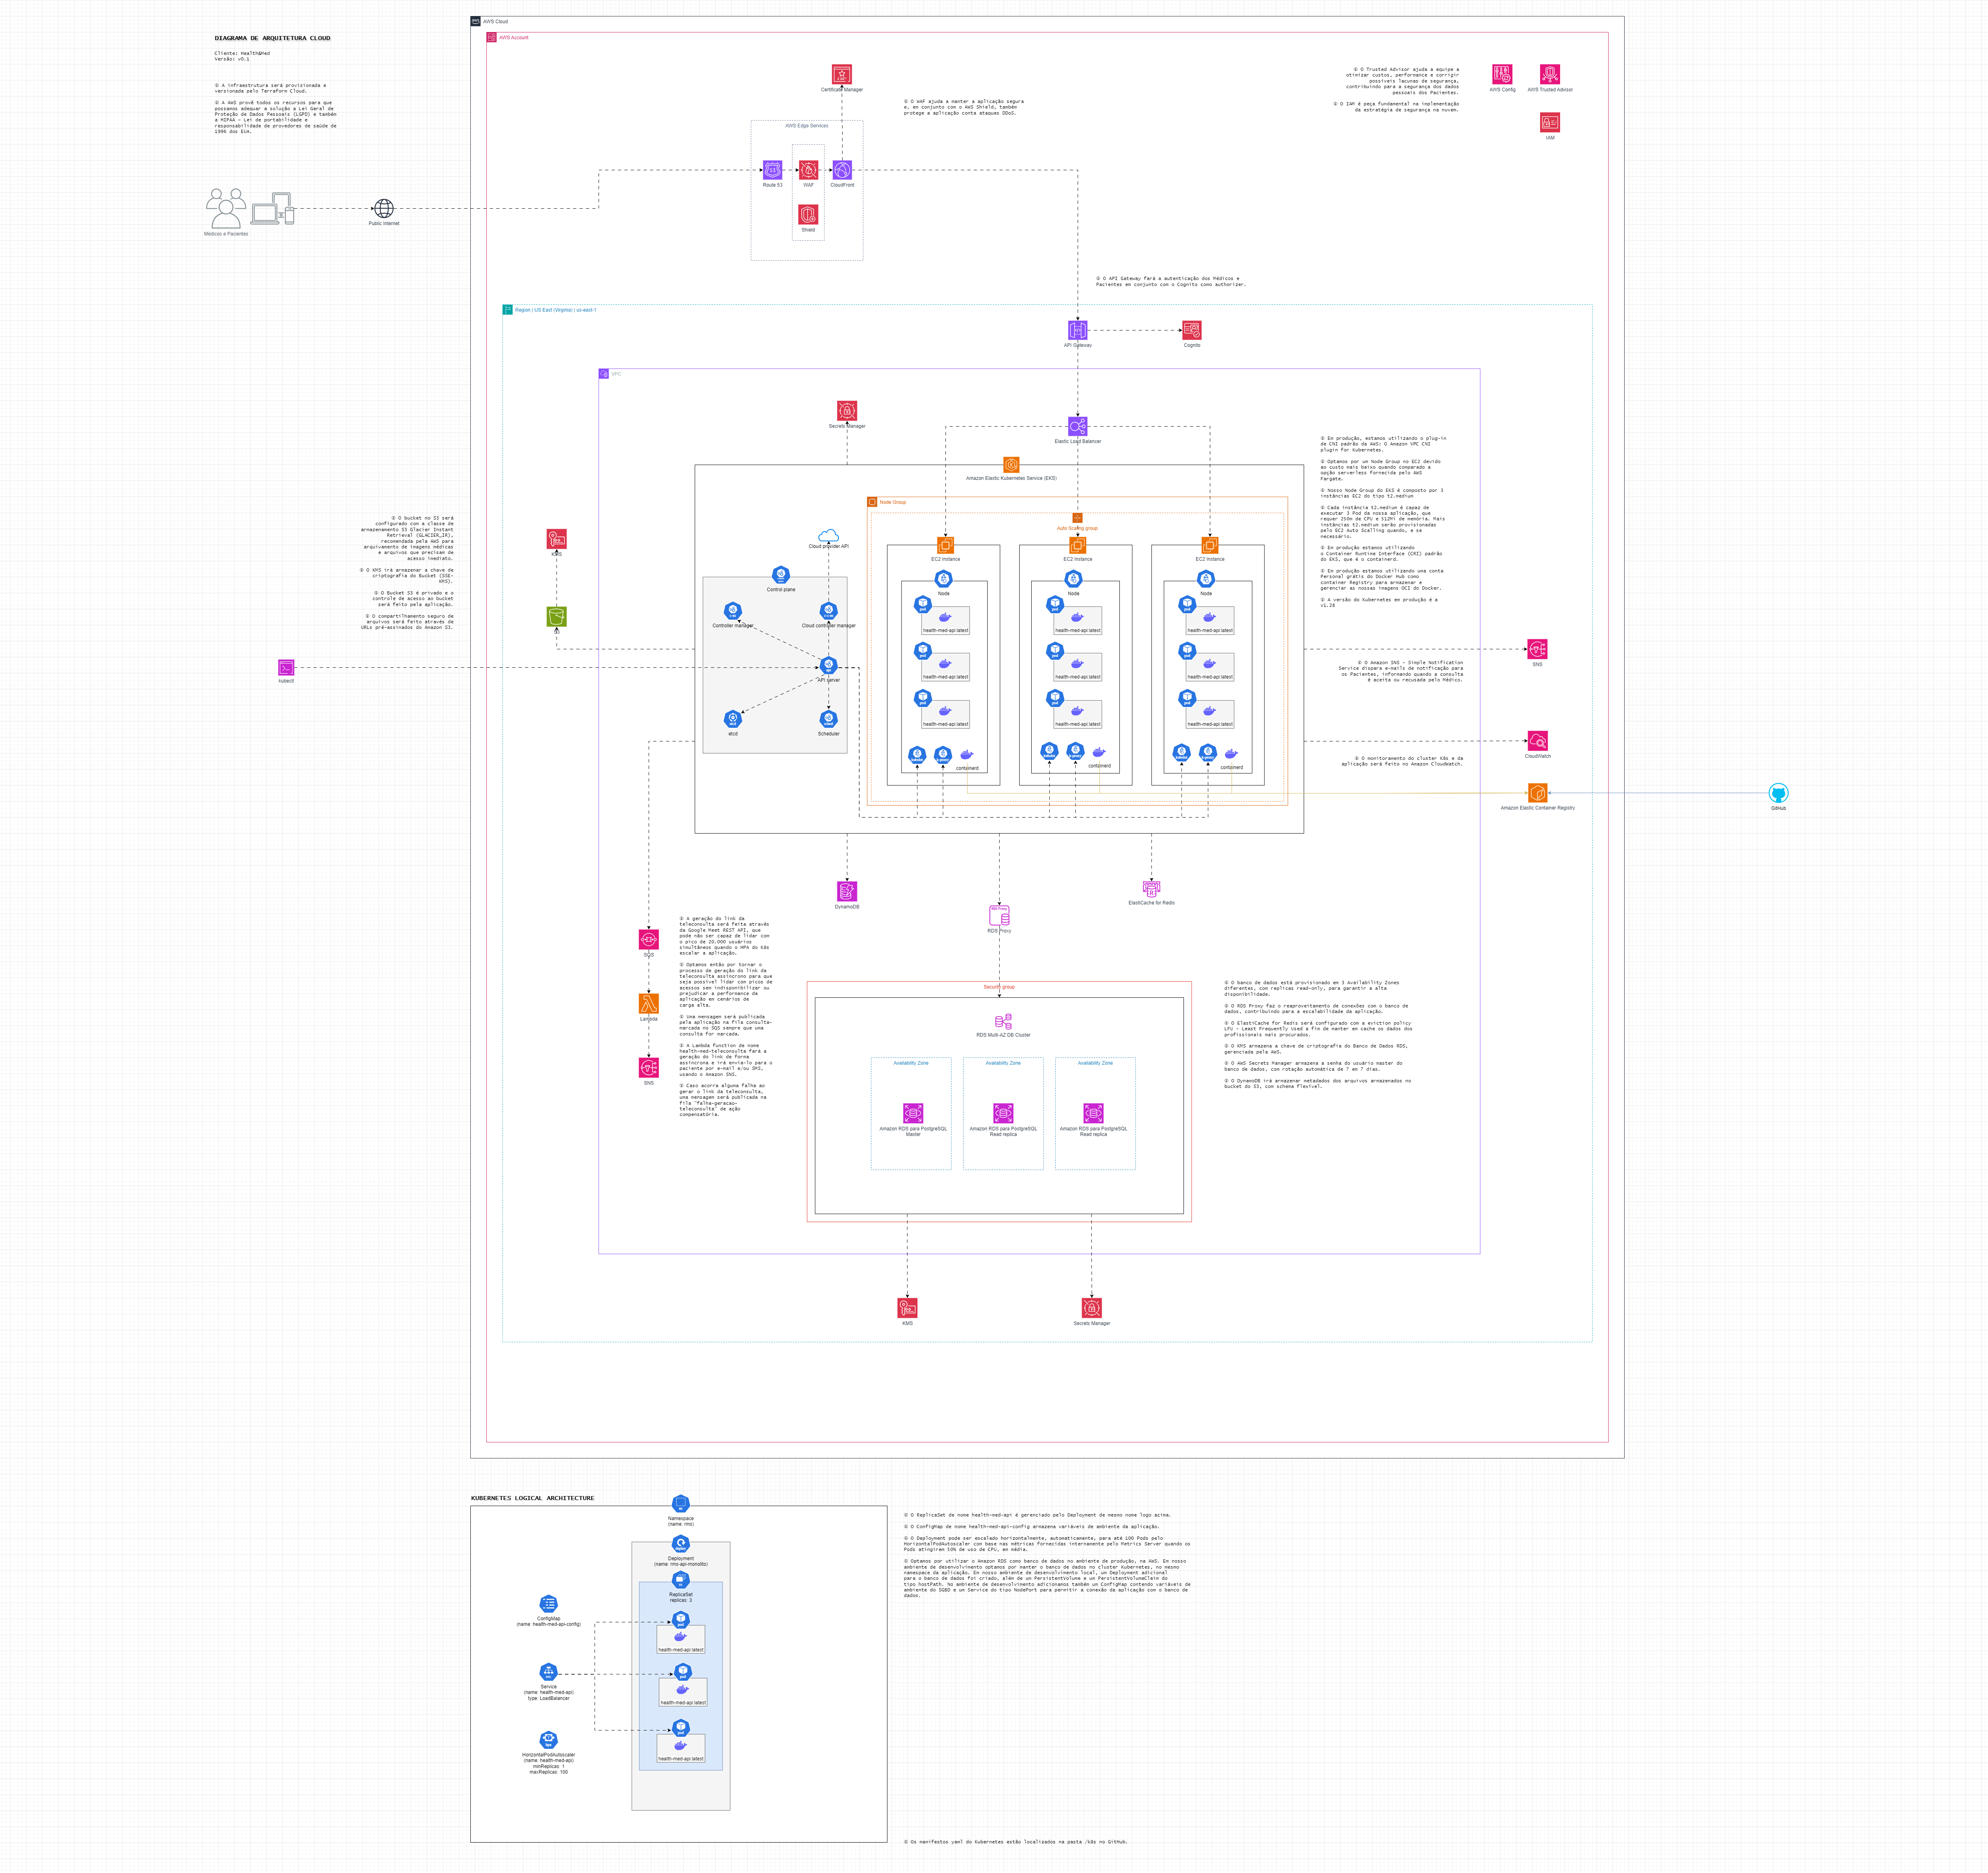 AWS Cloud
AWS Account
DIAGRAMA DE ARQUITETURA CLOUD
Cliente: Health&Med
Versão: v0.1
① A infraestrutura será provisionada e
versionada pelo Terraform Cloud.
① A AWS provê todos os recursos para que
possamos adequar a solução a Lei Geral de
Proteção de Dados Pessoais (LGPD) e também
a HIPAA - Lei de portabilidade e
responsabilidade de provedores de saúde de
1996 dos EUA.
Médicos e Pacientes
Public Internet
Certificate Manager
① O WAF ajuda a manter a aplicação segura
e, em conjunto com o AWS Shield, também
protege a aplicação conta ataques DDoS.
AWS Edge Services
Route 53
WAF
CloudFront
Shield
① O Trusted Advisor ajuda a equipe a
otimizar custos, performance e corrigir
possíveis lacunas de segurança,
contribuindo para a segurança dos dados
pessoais dos Pacientes.
① O IAM é peça fundamental na implementação
da estratégia de segurança na nuvem.
AWS Config
AWS Trusted Advisor
IAM
① O API Gateway fará a autenticação dos Médicos e
Pacientes em conjunto com o Cognito como authorizer.
Region | US East (Virginia) | us-east-1
API Gateway
Cognito
VPC
Secrets Manager
Elastic Load Balancer
Amazon Elastic Kubernetes Service (EKS)
① Em produção, estamos utilizando o plug-in
de CNI padrão da AWS: O Amazon VPC CNI
plugin for Kubernetes.
① Optamos por um Node Group no EC2 devido
ao custo mais baixo quando comparado a
opção serverless fornecida pelo AWS
Fargate.
① Nosso Node Group do EKS é composto por 3
instâncias EC2 do tipo t2.medium
① Cada instância t2.medium é capaz de
executar 3 Pod da nossa aplicação, que
requer 250m de CPU e 512Mi de memória. Mais
instâncias t2.medium serão provisionadas
pelo EC2 Auto Scalling quando, e se
necessário.
① Em produção estamos utilizando
o Container Runtime Interface (CRI) padrão
do EKS, que é o containerd.
① Em produção estamos utilizando uma conta
Personal grátis do Docker Hub como
container Registry para armazenar e
gerenciar as nossas imagens OCI do Docker.
① A versão do Kubernetes em produção é a
v1.28
① O bucket no S3 será
configurado com a classe de
armazenamento S3 Glacier Instant
Retrieval (GLACIER_IR),
recomendada pela AWS para
arquivamento de imagens médicas
e arquivos que precisam de
acesso inediato.
① O KMS irá armazenar a chave de
criptografia do Bucket (SSE-
KMS).
① O Bucket S3 é privado e o
controle de acesso ao bucket
será feito pela aplicação.
① O compartilhamento seguro de
arquivos será feito através de
URLs pré-assinados do Amazon S3.
KMS
S3
kubectl
Node Group
Auto Scaling group
Cloud provider API
Control plane
Controller manager
Cloud controller manager
API server
etcd
Scheduler
EC2 Instance
EC2 Instance
EC2 Instance
Node
Node
Node
health-med-api:latest
health-med-api:latest
health-med-api:latest
health-med-api:latest
health-med-api:latest
health-med-api:latest
health-med-api:latest
health-med-api:latest
health-med-api:latest
containerd
containerd
containerd
SNS
① O Amazon SNS - Simple Notification
Service dispara e-mails de notificação para
os Pacientes, informando quando a consulta
é aceita ou recusada pelo Médico.
CloudWatch
① O monitoramento do cluster K8s e da
aplicação será feito no Amazon CloudWatch.
Amazon Elastic Container Registry
GitHub
DynamoDB
RDS Proxy
ElastiCache for Redis
SQS
Lambda
SNS
① A geração do link da
teleconsulta será feita através
da Google Meet REST API, que
pode não ser capaz de lidar com
o pico de 20.000 usuários
simultâneos quando o HPA do K8s
escalar a aplicação.
① Optamos então por tornar o
processo de geração do link da
teleconsulta assíncrono para que
seja possível lidar com picos de
acessos sem indisponibilizar ou
prejudicar a performance da
aplicação em cenários de
carga alta.
① Uma mensagem será publicada
pela aplicação na fila consulta-
marcada no SQS sempre que uma
consulta for marcada.
① A Lambda function de nome
health-med-teleconsulta fará a
geração do link de forma
assíncrona e irá enviá-lo para o
paciente por e-mail e/ou SMS,
usando o Amazon SNS.
① Caso acorra alguma falha ao
gerar o link da teleconsulta,
uma mensagem será publicada na
fila "falha-geracao-
teleconsulta" de ação
compensatória.
Security group
RDS Multi-AZ DB Cluster
Availability Zone
Availability Zone
Availability Zone
Amazon RDS para PostgreSQL
Master
Amazon RDS para PostgreSQL
Read replica
Amazon RDS para PostgreSQL
Read replica
① O banco de dados está provisionado em 3 Availability Zones
diferentes, com replicas read-only, para garantir a alta
disponibilidade.
① O RDS Proxy faz o reaproveitamento de conexões com o banco de
dados, contribuindo para a escalabilidade da aplicação.
① O ElastiCache for Redis será configurado com a eviction policy
LFU - Least Frequently Used a fim de manter em cache os dados dos
profissionais mais procurados.
① O KMS armazena a chave de criptografia do Banco de Dados RDS,
gerenciada pela AWS.
① O AWS Secrets Manager armazena a senha do usuário master do
banco de dados, com rotação automática de 7 em 7 dias.
① O DynamoDB irá armazenar metadados dos arquivos armazenados no
bucket do S3, com schema flexível.
KMS
Secrets Manager
KUBERNETES LOGICAL ARCHITECTURE
Namespace
(name: rms)
Deployment
(name: rms-api-monolito)
ReplicaSet
replicas: 3
health-med-api:latest
health-med-api:latest
health-med-api:latest
ConfigMap
(name: health-med-api-config)
Service
(name: health-med-api)
type: LoadBalancer
HorizontalPodAutoscaler
(name: health-med-api)
minReplicas: 1
maxReplicas: 100
① O ReplicaSet de nome health-med-api é gerenciado pelo Deployment de mesmo nome logo acima.
① O ConfigMap de nome health-med-api-config armazena variáveis de ambiente da aplicação.
① O Deployment pode ser escalado horizontalmente, automaticamente, para até 100 Pods pelo
HorizontalPodAutoscaler com base nas métricas fornecidas internamente pelo Metrics Server quando os
Pods atingirem 50% de uso de CPU, em média.
① Optamos por utilizar o Amazon RDS como banco de dados no ambiente de produção, na AWS. Em nosso
ambiente de desenvolvimento optamos por manter o banco de dados no cluster Kubernetes, no mesmo
namespace da aplicação. Em nosso ambiente de desenvolvimento local, um Deployment adicional
para o banco de dados foi criado, além de um PersistentVolume e um PersistentVolumeClaim do
tipo hostPath. No ambiente de desenvolvimento adicionamos também um ConfigMap contendo variáveis de
ambiente do SGBD e um Service do tipo NodePort para permitir a conexão da aplicação com o banco de
dados.
① Os manifestos yaml do Kubernetes estão localizados na pasta /k8s no GitHub.